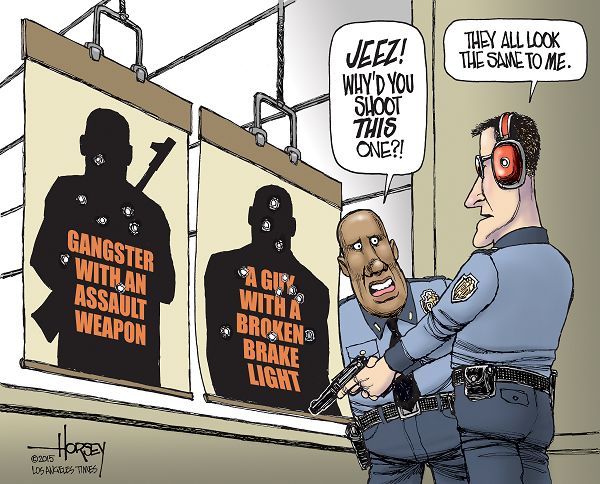 JEEZ!
WHY'D YOU
SHOOT
THIS
ONE?!
THEY ALL LOOK
THE SAME TO ME.
GANGSTER
WITH AN
ASSAULT
WEAPON
A GUY
WITH A
BROKEN
BRAKE
LIGHT
HORSEY
©2015
LOS ANGELES TIMES